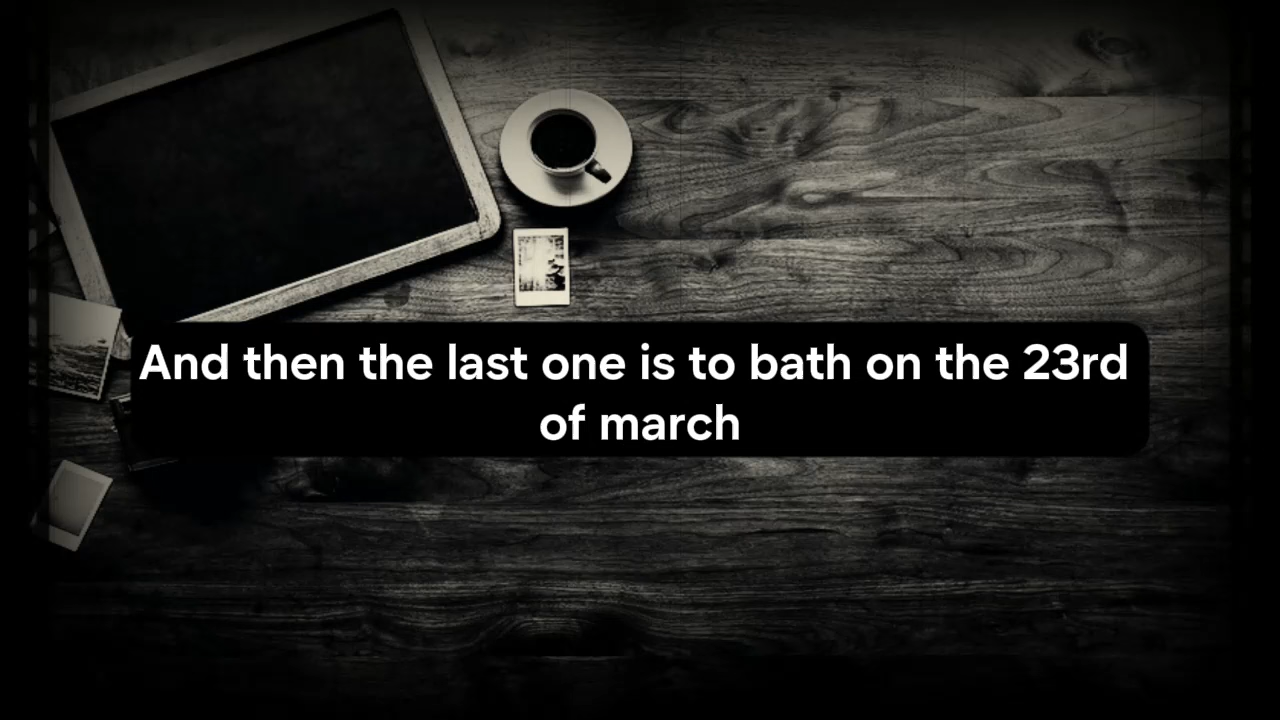 And then the last one is to bath on the 23rd
of march